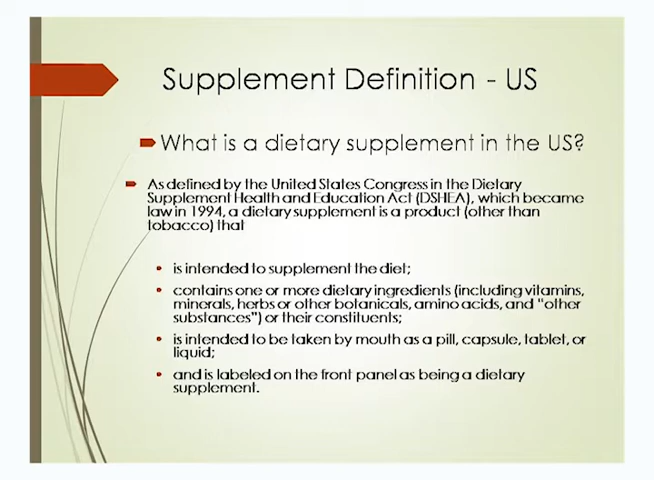 Supplement Definition - US
What is a dietary supplement in the US?
As defined by the United States Congress in the Dietary
Supplement Health and Education Act (DSHEA), which became
law in 1994, a dietary supplement is a product (other than
tobacco) that
is intended to supplement the diet;
contains one or more dietary ingredients (including vitamins,
minerals, herbs or other botanicals, amino acids, and “other
substances”) or their constituents;
is intended to be taken by mouth as a pill, capsule, tablet, or
liquid;
and is labeled on the front panel as being a dietary
supplement.